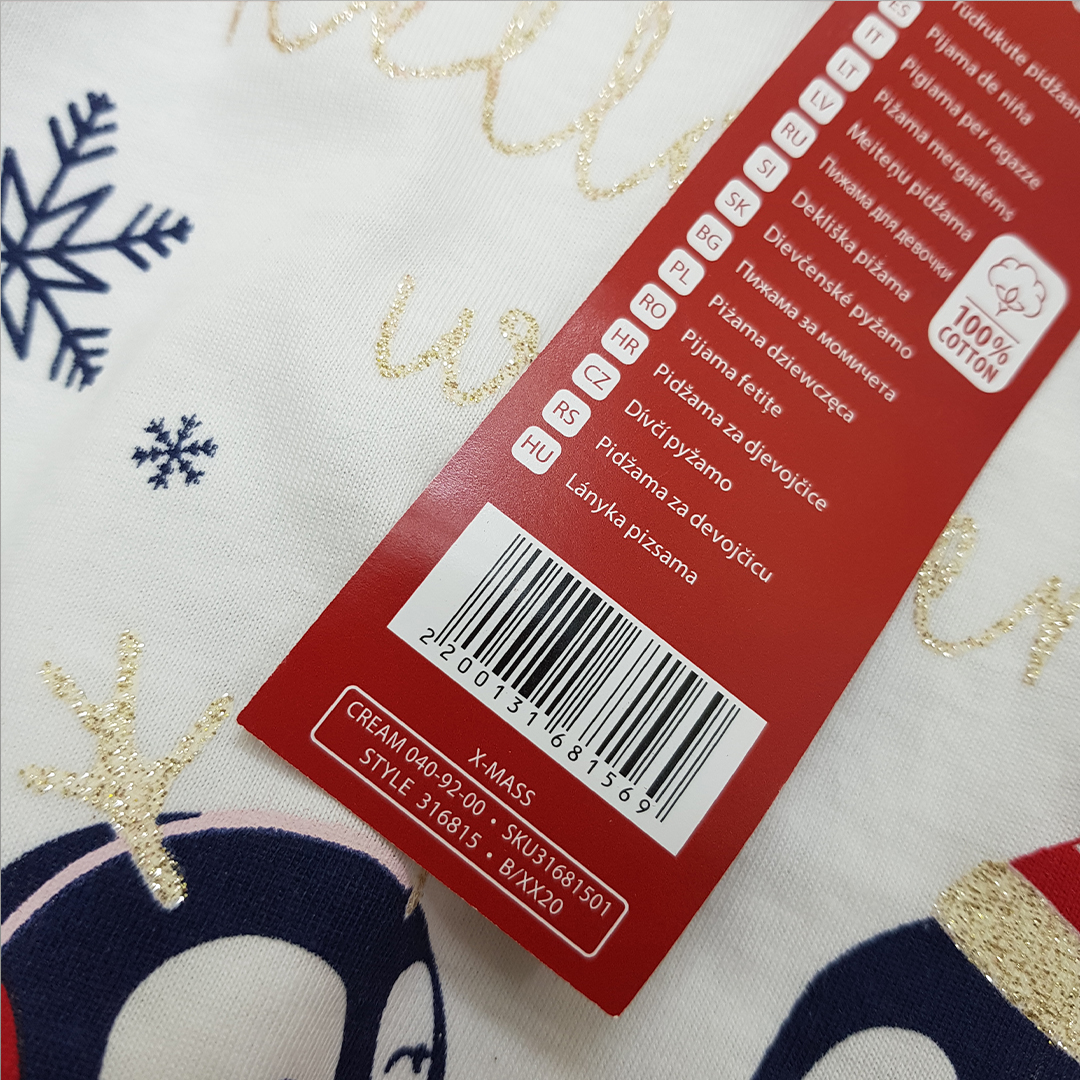 ello
w
er
Tüdrukute pidžaam
ES Pijama de niña
IT Pigiama per ragazze
LT Pižama mergaitėms
LV Meiteņu pidžama
RU Пижама для девочки
SI Dekliška pižama
SK Dievčenské pyžamo
BG Пижама за момичета
PL Piżama dziewczęca
RO Pijama fetițe
HR Pidžama za djevojčice
CZ Dívčí pyžamo
RS Pidžama za devojčicu
HU Lányka pizsama
100%
COTTON
2200131681569
X-MASS
CREAM 040-92-00 • SKU31681501
STYLE 316815 • B/XX20